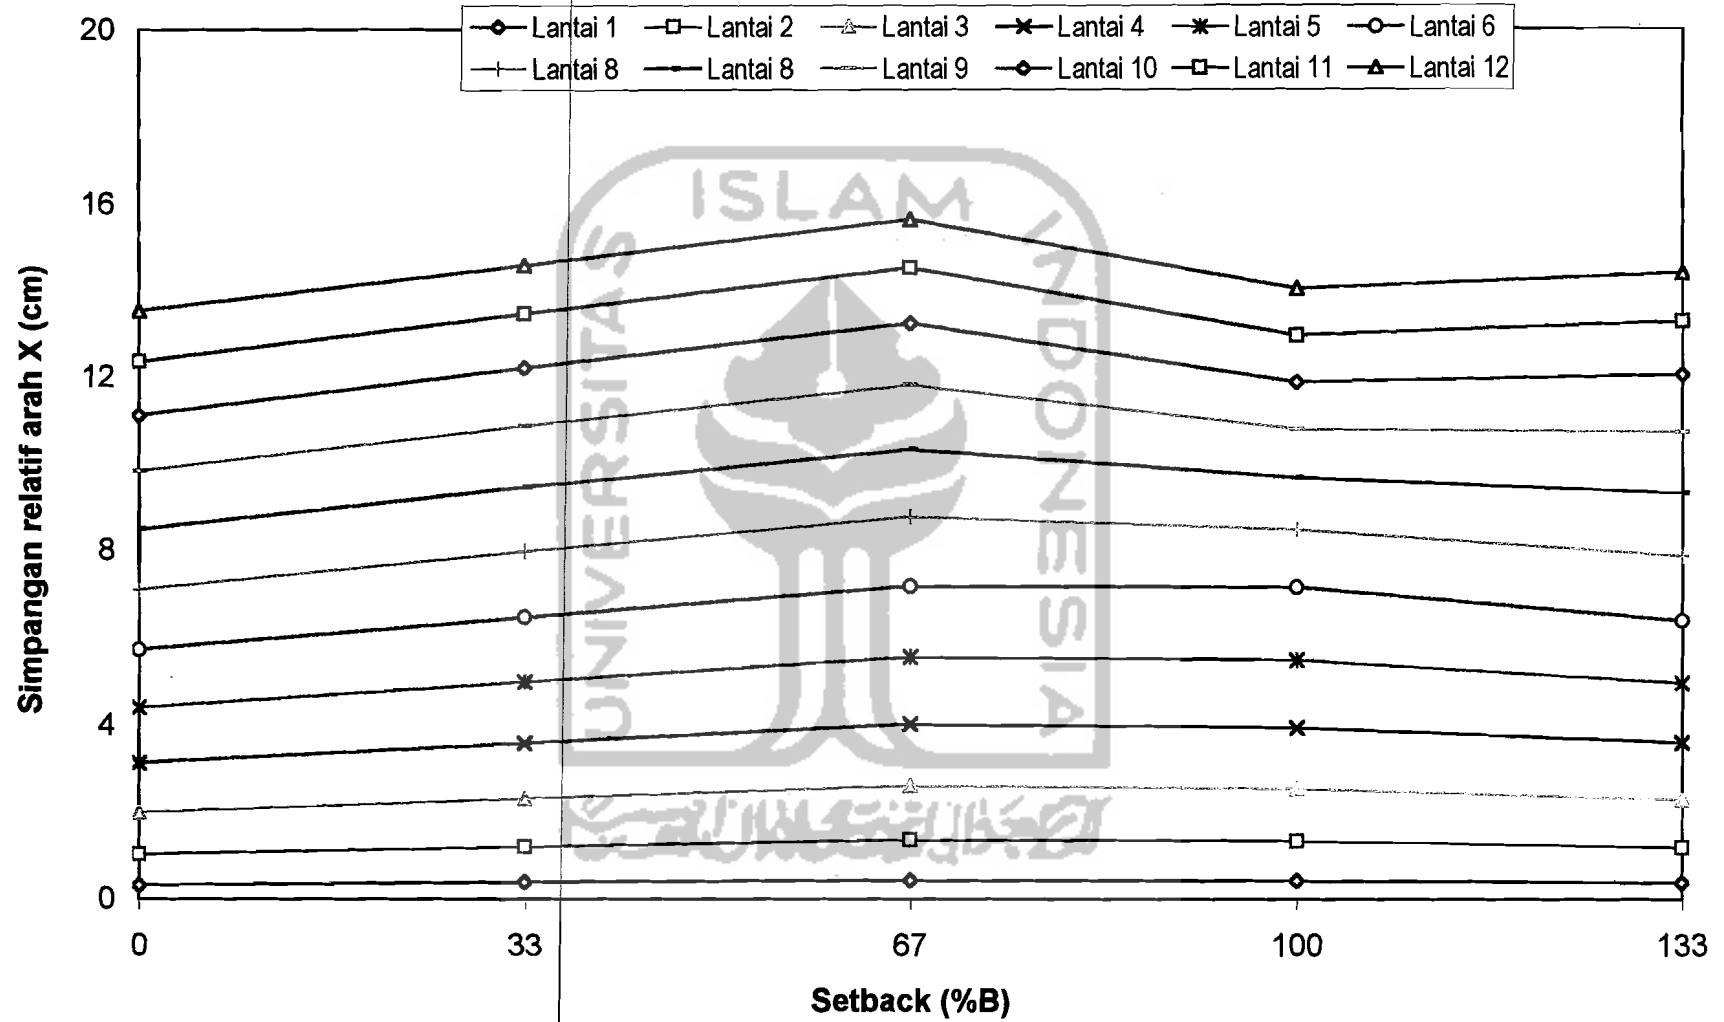 Lantai 1 Lantai 2 Lantai 3 Lantai 4 Lantai 5 Lantai 6
Lantai 8 Lantai 8 Lantai 9 Lantai 10 Lantai 11 Lantai 12
20
16
12
8
4
0
Simpangan relatif arah X (cm)
0 33 67 100 133
Setback (%B)
UNIVERSITAS
ISLAM
INDONESIA